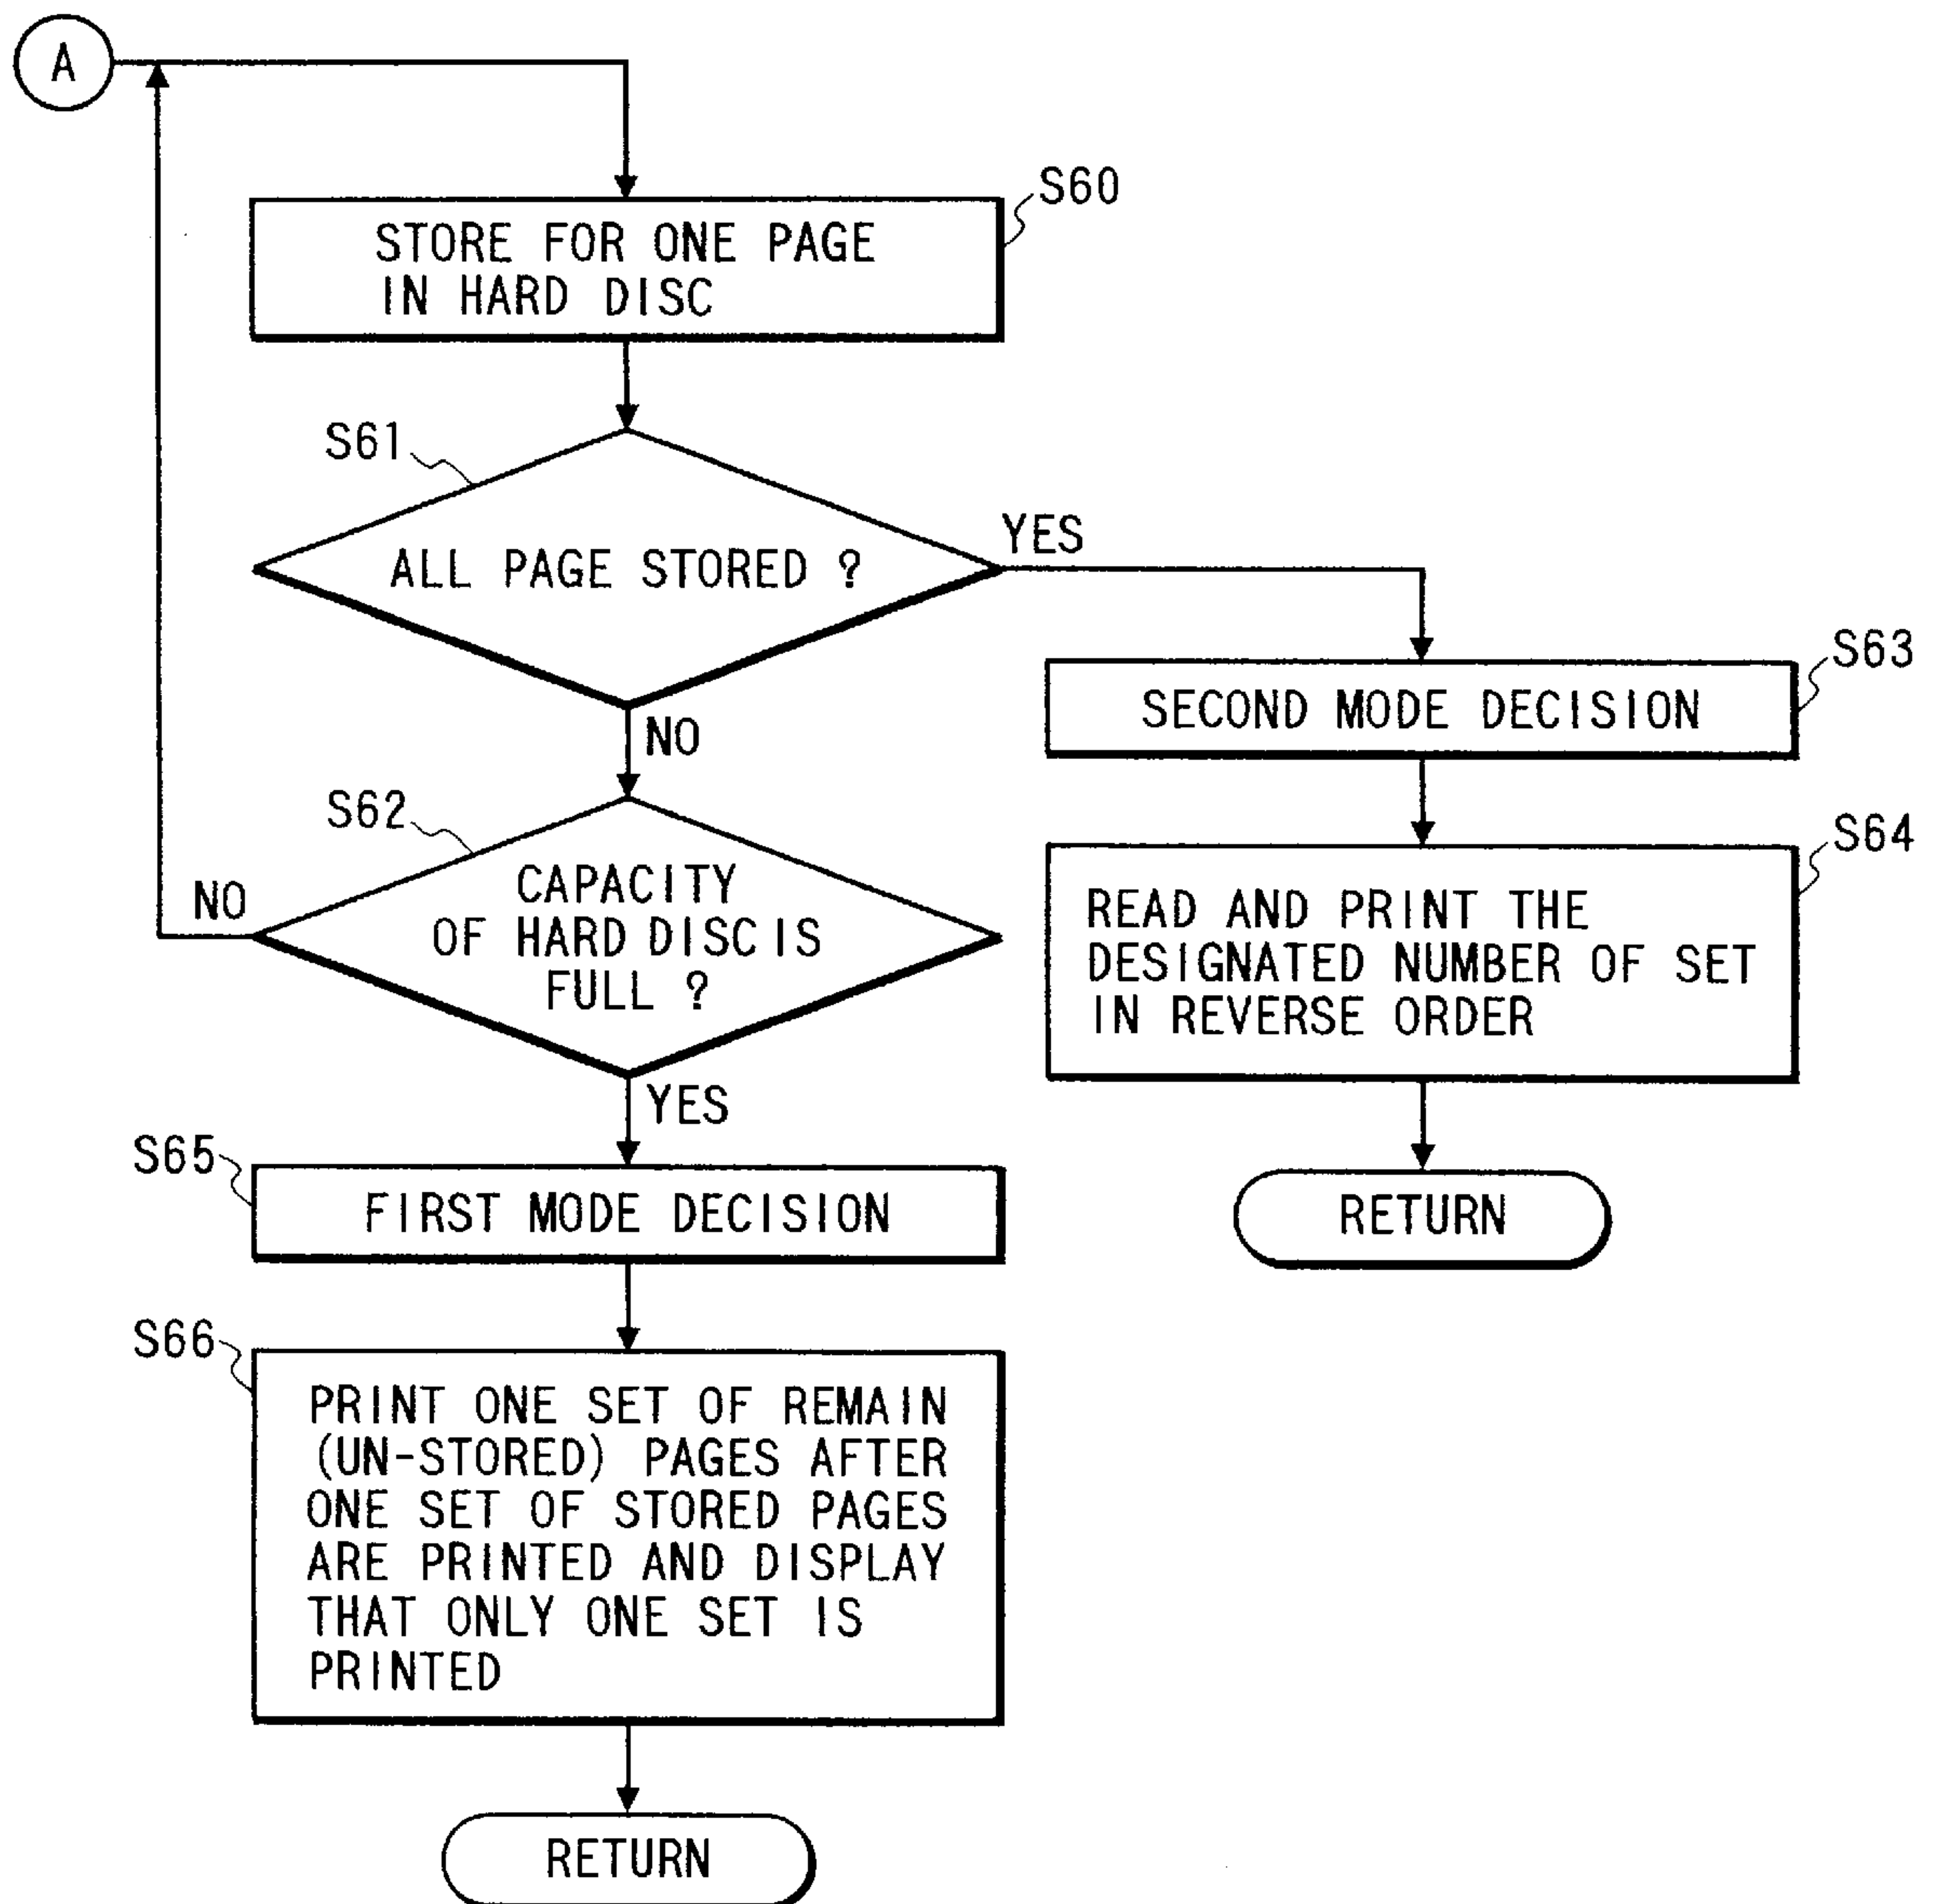 A
S60
STORE FOR ONE PAGE
IN HARD DISC
S61
ALL PAGE STORED ?
YES
NO
S63
SECOND MODE DECISION
S62
CAPACITY
OF HARD DISC IS
FULL ?
NO
YES
S64
READ AND PRINT THE
DESIGNATED NUMBER OF SET
IN REVERSE ORDER
RETURN
S65
FIRST MODE DECISION
S66
PRINT ONE SET OF REMAIN
(UN-STORED) PAGES AFTER
ONE SET OF STORED PAGES
ARE PRINTED AND DISPLAY
THAT ONLY ONE SET IS
PRINTED
RETURN